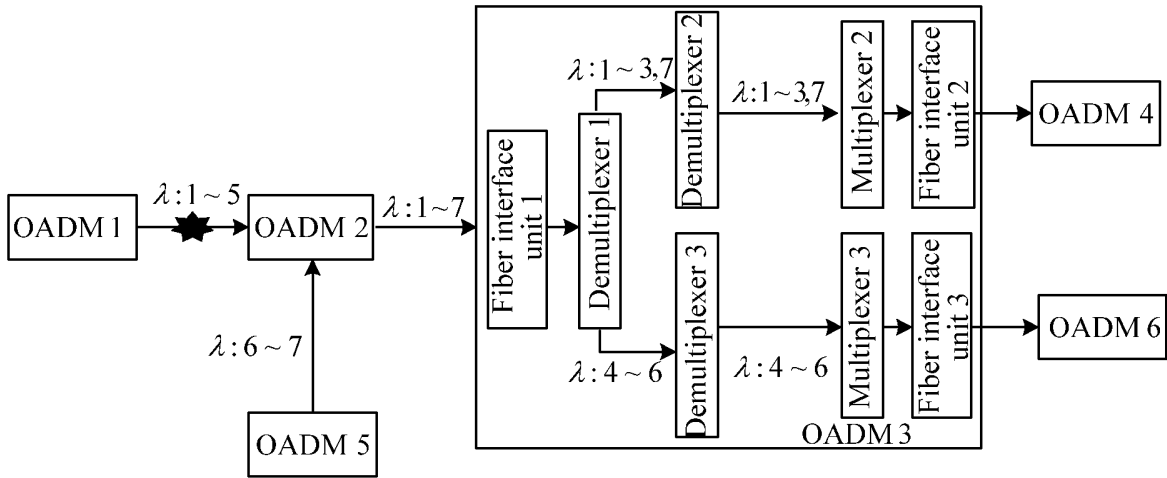 OADM 1
λ:1~5
OADM 2
λ:6~7
OADM 5
λ:1~7
Fiber interface
unit 1
Demultiplexer 1
λ:1~3,7
Demultiplexer 2
λ:1~3,7
Multiplexer 2
Fiber interface
unit 2
OADM 4
λ:4~6
Demultiplexer 3
λ:4~6
Multiplexer 3
Fiber interface
unit 3
OADM 6
OADM 3